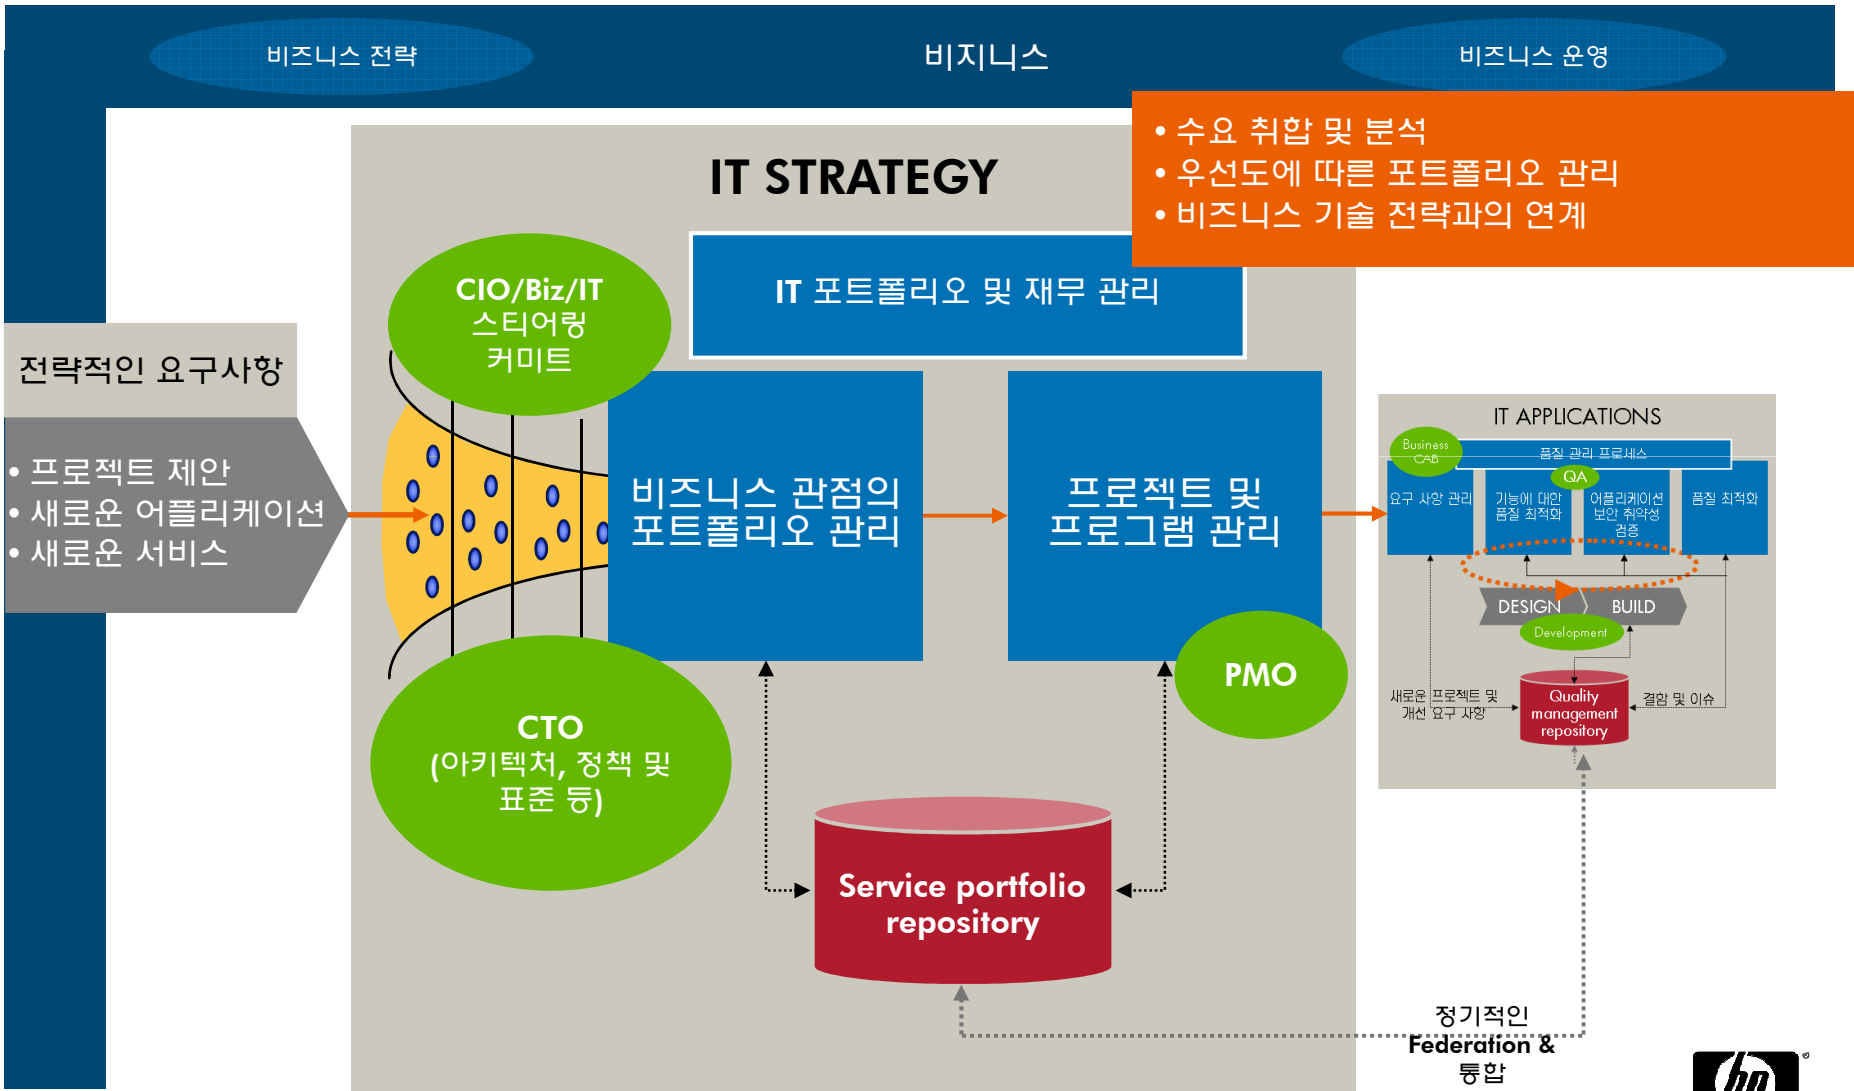 비즈니스 전략
비지니스
비즈니스 운영
• 수요 취합 및 분석
• 우선도에 따른 포트폴리오 관리
• 비즈니스 기술 전략과의 연계
IT STRATEGY
CIO/Biz/IT
스티어링
커미트
IT 포트폴리오 및 재무 관리
전략적인 요구사항
• 프로젝트 제안
• 새로운 어플리케이션
• 새로운 서비스
비즈니스 관점의
포트폴리오 관리
프로젝트 및
프로그램 관리
PMO
CTO
(아키텍처, 정책 및
표준 등)
Service portfolio
repository
IT APPLICATIONS
Business
CAB
품질 관리 프로세스
QA
요구 사항 관리
기능에 대한
품질 최적화
어플리케이션
보안 취약성
검증
품질 최적화
DESIGN
BUILD
Development
새로운 프로젝트 및
개선 요구 사항
Quality
management
repository
결함 및 이슈
정기적인
Federation &
통합
hp